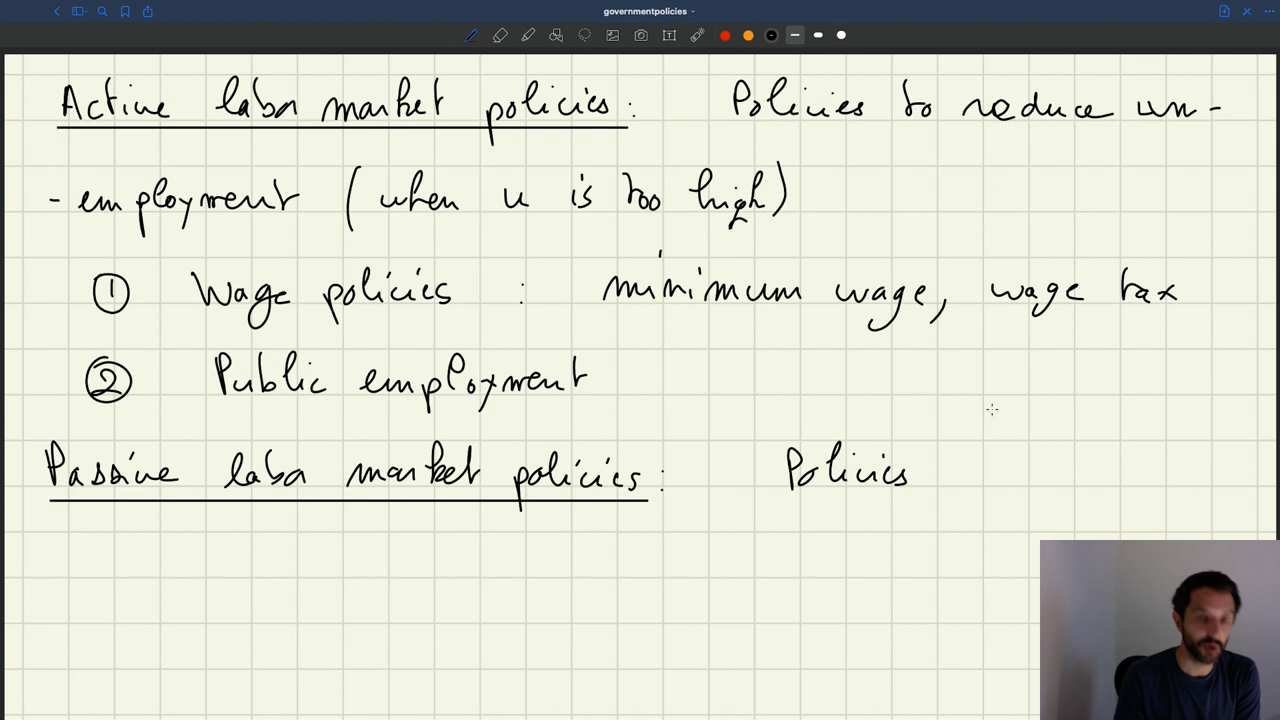 governmentpolicies
Active labor market policies: Policies to reduce un-
-employment (when u is too high)
① Wage policies : minimum wage, wage tax
② Public employment
Passive labor market policies: Policies